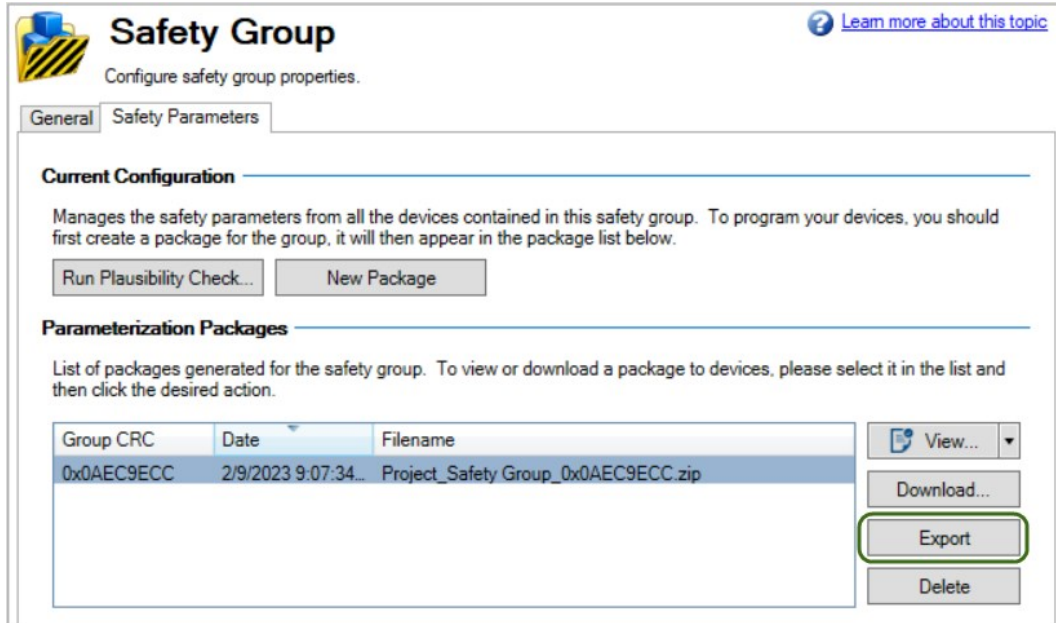 Safety Group
Learn more about this topic
Configure safety group properties.
General
Safety Parameters
Current Configuration
Manages the safety parameters from all the devices contained in this safety group. To program your devices, you should
first create a package for the group, it will then appear in the package list below.
Run Plausibility Check...
New Package
Parameterization Packages
List of packages generated for the safety group. To view or download a package to devices, please select it in the list and
then click the desired action.
Group CRC
Date
Filename
View...
0x0AEC9ECC
2/9/2023 9:07:34...
Project_Safety Group_0x0AEC9ECC.zip
Download...
Export
Delete